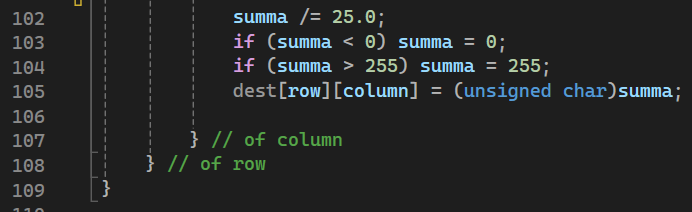 102 summa /= 25.0;
103 if (summa < 0) summa = 0;
104 if (summa > 255) summa = 255;
105 dest[row][column] = (unsigned char)summa;
106
107 } // of column
108 } // of row
109 }